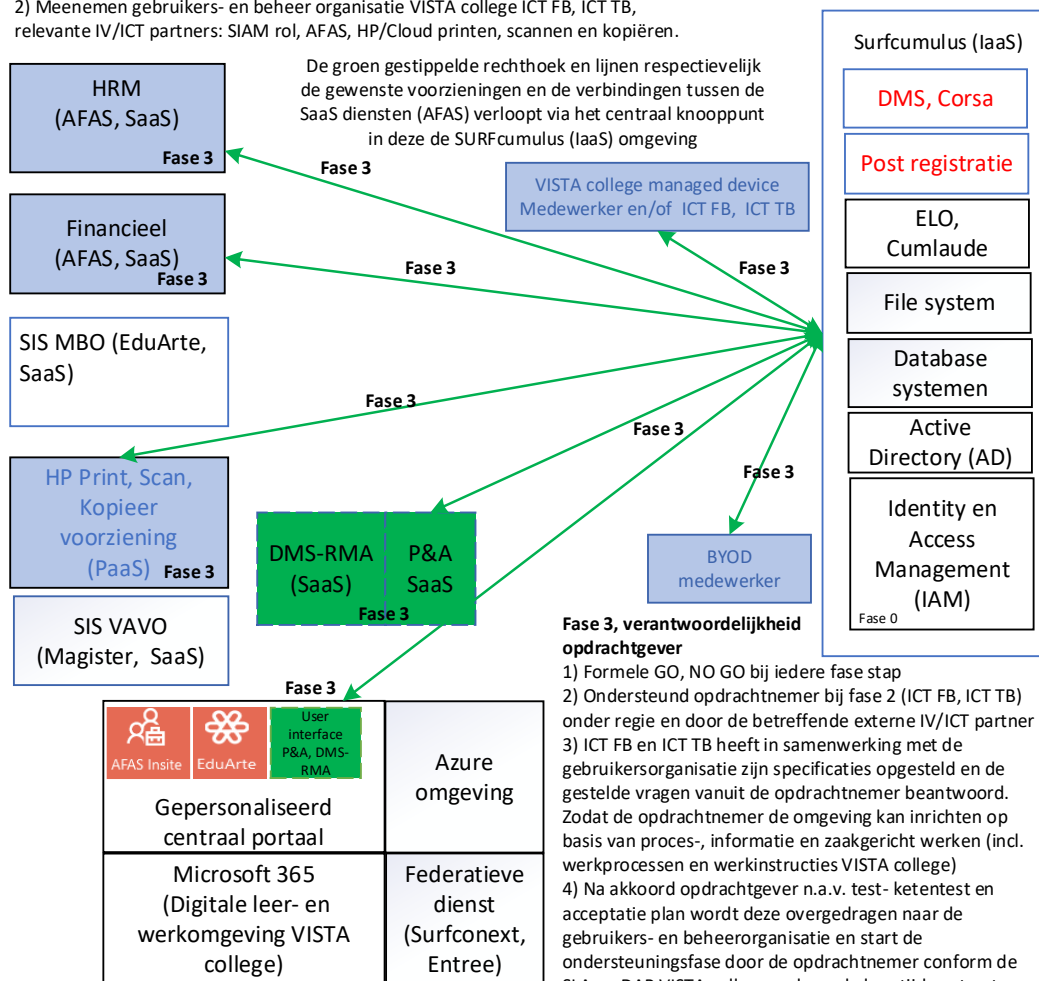 2) Meenemen gebruikers- en beheer organisatie VISTA college ICT FB, ICT TB,
relevante IV/ICT partners: SIAM rol, AFAS, HP/Cloud printen, scannen en kopiëren.
De groen gestippelde rechthoek en lijnen respectievelijk
de gewenste voorzieningen en de verbindingen tussen de
SaaS diensten (AFAS) verloopt via het centraal knooppunt
in deze de SURFcumulus (IaaS) omgeving
HRM
(AFAS, SaaS)
Fase 3
Fase 3
Financieel
(AFAS, SaaS)
Fase 3
Fase 3
VISTA college managed device
Medewerker en/of ICT FB, ICT TB
Fase 3
SIS MBO (EduArte,
SaaS)
Fase 3
HP Print, Scan,
Kopieer
voorziening
(PaaS)
Fase 3
Fase 3
DMS-RMA
(SaaS)
P&A
SaaS
Fase 3
Fase 3
BYOD
medewerker
SIS VAVO
(Magister, SaaS)
Fase 3
AFAS Insite
EduArte
User
interface
P&A, DMS-
RMA
Gepersonaliseerd
centraal portaal
Azure
omgeving
Microsoft 365
(Digitale leer- en
werkomgeving VISTA
college)
Federatieve
dienst
(Surfconext,
Entree)
Surfcumulus (IaaS)
DMS, Corsa
Post registratie
ELO,
Cumlaude
File system
Database
systemen
Active
Directory (AD)
Identity en
Access
Management
(IAM)
Fase 0
Fase 3, verantwoordelijkheid
opdrachtgever
1) Formele GO, NO GO bij iedere fase stap
2) Ondersteund opdrachtnemer bij fase 2 (ICT FB, ICT TB)
onder regie en door de betreffende externe IV/ICT partner
3) ICT FB en ICT TB heeft in samenwerking met de
gebruikersorganisatie zijn specificaties opgesteld en de
gestelde vragen vanuit de opdrachtnemer beantwoord.
Zodat de opdrachtnemer de omgeving kan inrichten op
basis van proces-, informatie en zaakgericht werken (incl.
werkprocessen en werkinstructies VISTA college)
4) Na akkoord opdrachtgever n.a.v. test- ketentest en
acceptatie plan wordt deze overgedragen naar de
gebruikers- en beheerorganisatie en start de
ondersteuningsfase door de opdrachtnemer conform de